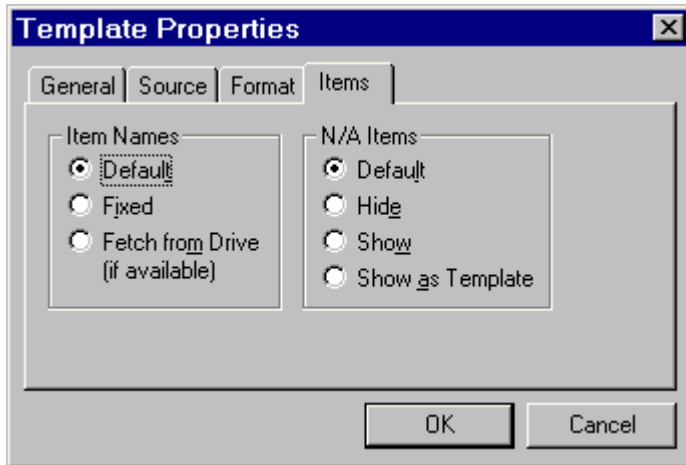 Template Properties
General Source Format Items
Item Names
Default
Fixed
Fetch from Drive
(if available)
N/A Items
Default
Hide
Show
Show as Template
OK Cancel